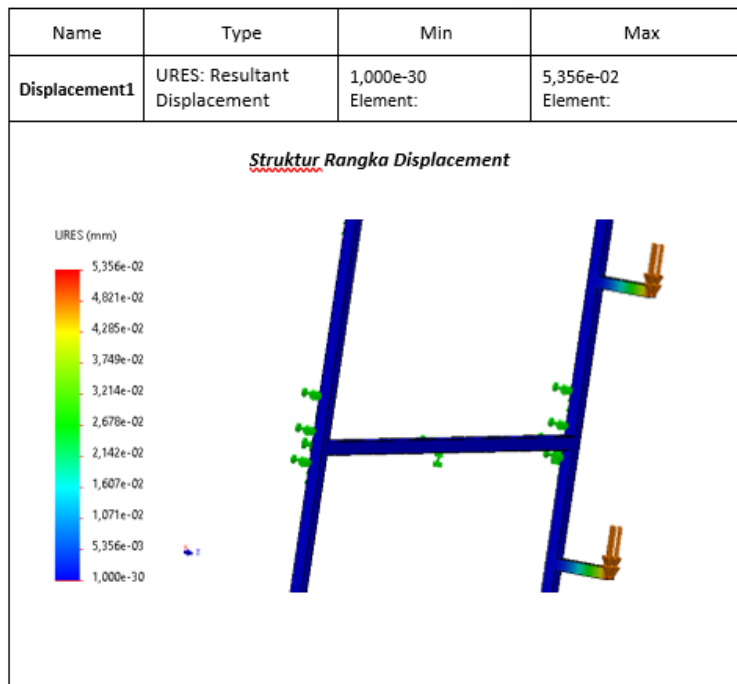 Name Type Min Max
Displacement1 URES: Resultant Displacement 1,000e-30 Element: 5,356e-02 Element:
Struktur Rangka Displacement
URES (mm)
5,356e-02
4,821e-02
4,285e-02
3,749e-02
3,214e-02
2,678e-02
2,142e-02
1,607e-02
1,071e-02
5,356e-03
1,000e-30
z